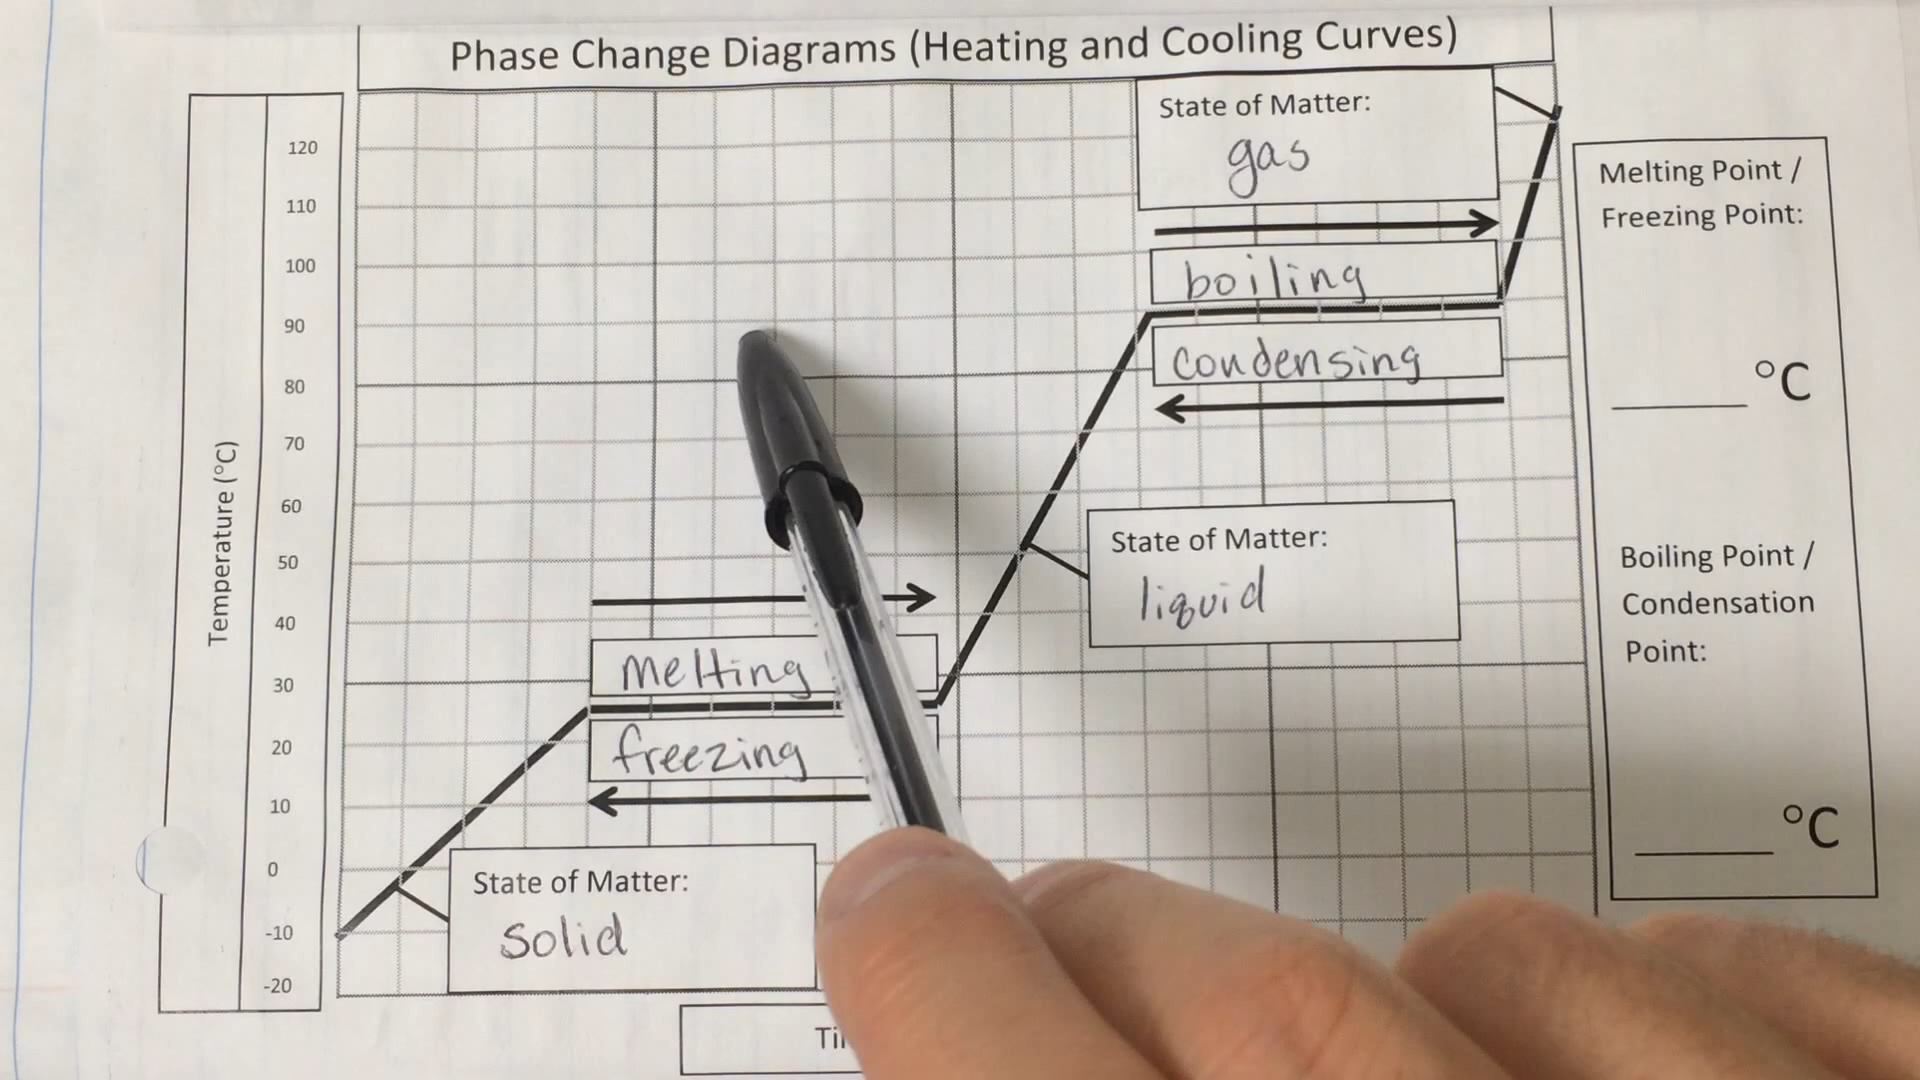 Phase Change Diagrams (Heating and Cooling Curves)
State of Matter:
gas
boiling
condensing
State of Matter:
liquid
melting
freezing
State of Matter:
solid
Temperature (°C)
120
110
100
90
80
70
60
50
40
30
20
10
0
-10
-20
Melting Point /
Freezing Point:
°C
Boiling Point /
Condensation
Point:
°C